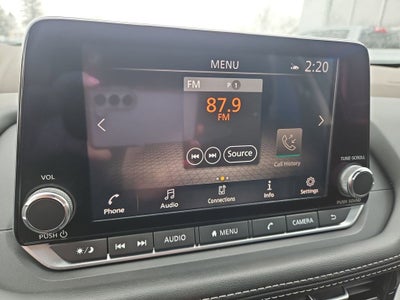 MENU
2:20
FM
P. 1
87.9
FM
Source
Call History
VOL
TUNE·SCROLL
Phone
Audio
Connections
Info
Settings
PUSH
PUSH SOUND
AUDIO
MENU
CAMERA